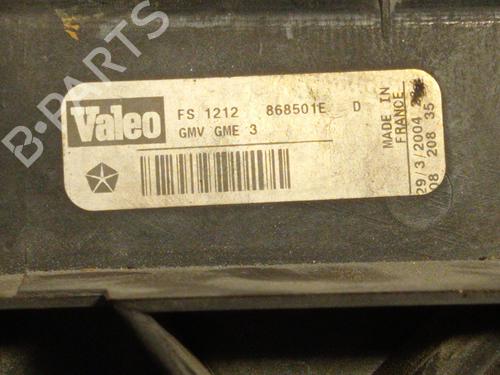 B-PARTS
Valeo
FS 1212 868501E D
GMV GME 3
MADE IN
FRANCE
29/3/2004
08 208 35